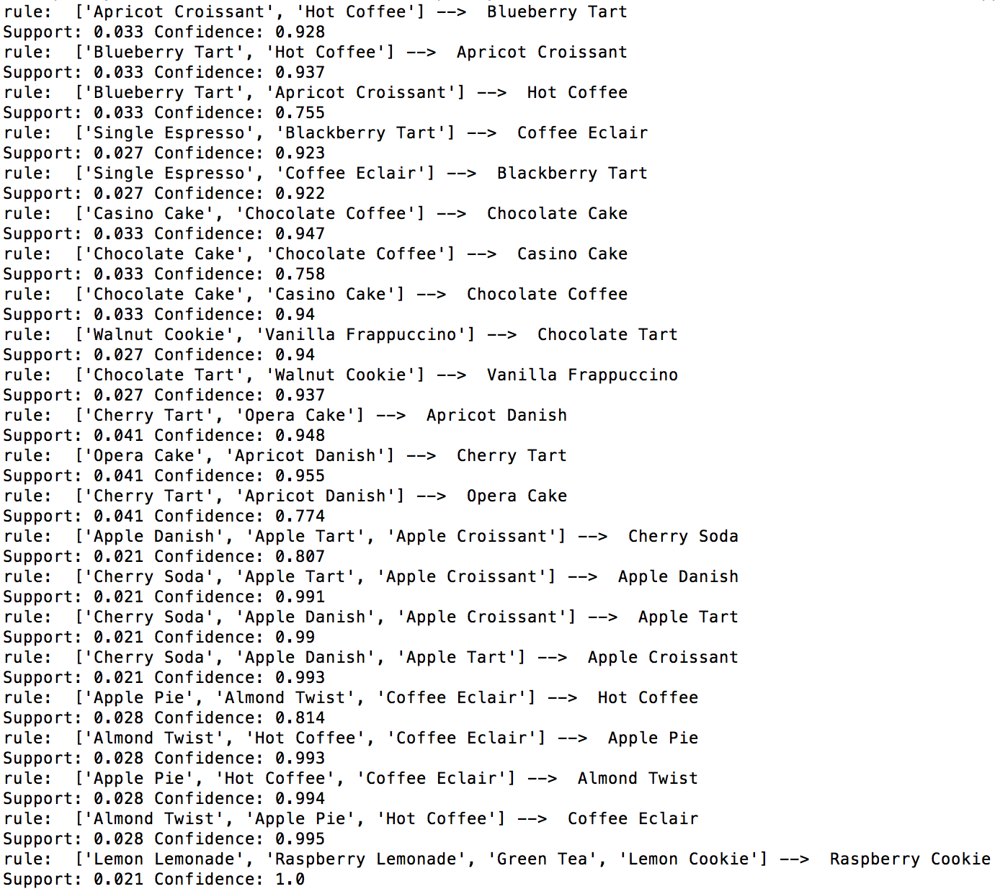 rule:  ['Apricot Croissant', 'Hot Coffee'] -->  Blueberry Tart
Support: 0.033 Confidence: 0.928
rule:  ['Blueberry Tart', 'Hot Coffee'] -->  Apricot Croissant
Support: 0.033 Confidence: 0.937
rule:  ['Blueberry Tart', 'Apricot Croissant'] -->  Hot Coffee
Support: 0.033 Confidence: 0.755
rule:  ['Single Espresso', 'Blackberry Tart'] -->  Coffee Eclair
Support: 0.027 Confidence: 0.923
rule:  ['Single Espresso', 'Coffee Eclair'] -->  Blackberry Tart
Support: 0.027 Confidence: 0.922
rule:  ['Casino Cake', 'Chocolate Coffee'] -->  Chocolate Cake
Support: 0.033 Confidence: 0.947
rule:  ['Chocolate Cake', 'Chocolate Coffee'] -->  Casino Cake
Support: 0.033 Confidence: 0.758
rule:  ['Chocolate Cake', 'Casino Cake'] -->  Chocolate Coffee
Support: 0.033 Confidence: 0.94
rule:  ['Walnut Cookie', 'Vanilla Frappuccino'] -->  Chocolate Tart
Support: 0.027 Confidence: 0.94
rule:  ['Chocolate Tart', 'Walnut Cookie'] -->  Vanilla Frappuccino
Support: 0.027 Confidence: 0.937
rule:  ['Cherry Tart', 'Opera Cake'] -->  Apricot Danish
Support: 0.041 Confidence: 0.948
rule:  ['Opera Cake', 'Apricot Danish'] -->  Cherry Tart
Support: 0.041 Confidence: 0.955
rule:  ['Cherry Tart', 'Apricot Danish'] -->  Opera Cake
Support: 0.041 Confidence: 0.774
rule:  ['Apple Danish', 'Apple Tart', 'Apple Croissant'] -->  Cherry Soda
Support: 0.021 Confidence: 0.807
rule:  ['Cherry Soda', 'Apple Tart', 'Apple Croissant'] -->  Apple Danish
Support: 0.021 Confidence: 0.991
rule:  ['Cherry Soda', 'Apple Danish', 'Apple Croissant'] -->  Apple Tart
Support: 0.021 Confidence: 0.99
rule:  ['Cherry Soda', 'Apple Danish', 'Apple Tart'] -->  Apple Croissant
Support: 0.021 Confidence: 0.993
rule:  ['Apple Pie', 'Almond Twist', 'Coffee Eclair'] -->  Hot Coffee
Support: 0.028 Confidence: 0.814
rule:  ['Almond Twist', 'Hot Coffee', 'Coffee Eclair'] -->  Apple Pie
Support: 0.028 Confidence: 0.993
rule:  ['Apple Pie', 'Hot Coffee', 'Coffee Eclair'] -->  Almond Twist
Support: 0.028 Confidence: 0.994
rule:  ['Almond Twist', 'Apple Pie', 'Hot Coffee'] -->  Coffee Eclair
Support: 0.028 Confidence: 0.995
rule:  ['Lemon Lemonade', 'Raspberry Lemonade', 'Green Tea', 'Lemon Cookie'] -->  Raspberry Cookie
Support: 0.021 Confidence: 1.0